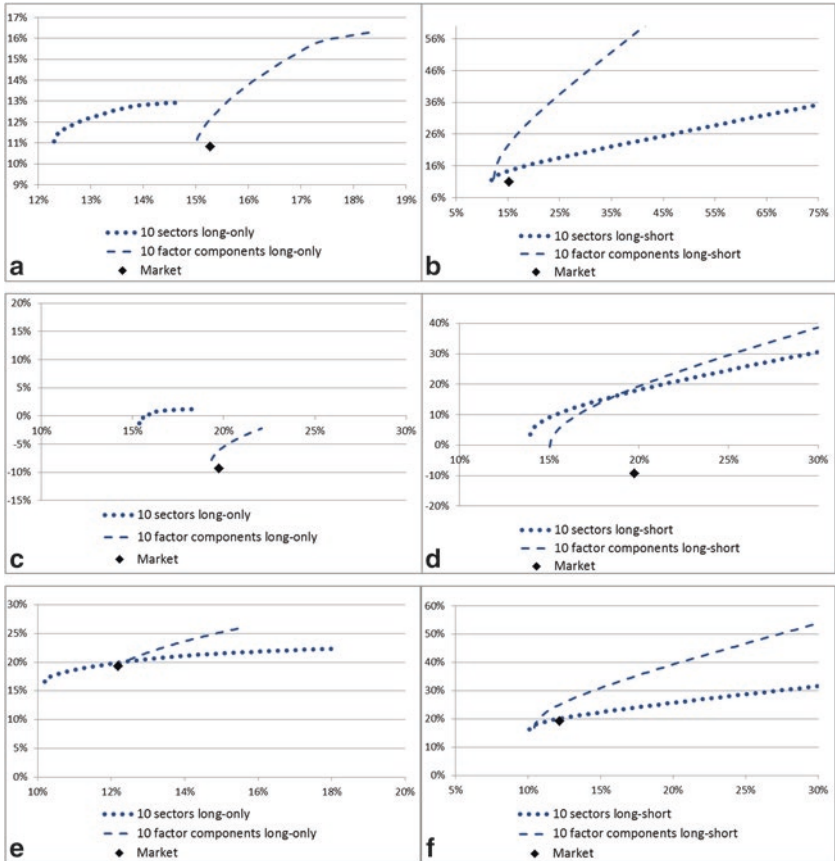 17%
16%
15%
14%
13%
12%
11%
10%
9%
12% 13% 14% 15% 16% 17% 18% 19%
10 sectors long-only
10 factor components long-only
Market
a
56%
46%
36%
26%
16%
6%
5% 15% 25% 35% 45% 55% 65% 75%
10 sectors long-short
10 factor components long-short
Market
b
20%
15%
10%
5%
0%
10% 15% 20% 25% 30%
-5%
-10%
-15%
10 sectors long-only
10 factor components long-only
Market
c
40%
30%
20%
10%
0%
10% 15% 20% 25% 30%
-10%
-20%
10 sectors long-short
10 factor components long-short
Market
d
30%
25%
20%
15%
10%
5%
0%
10% 12% 14% 16% 18% 20%
10 sectors long-only
10 factor components long-only
Market
e
60%
50%
40%
30%
20%
10%
0%
5% 10% 15% 20% 25% 30%
10 sectors long-short
10 factor components long-short
Market
f